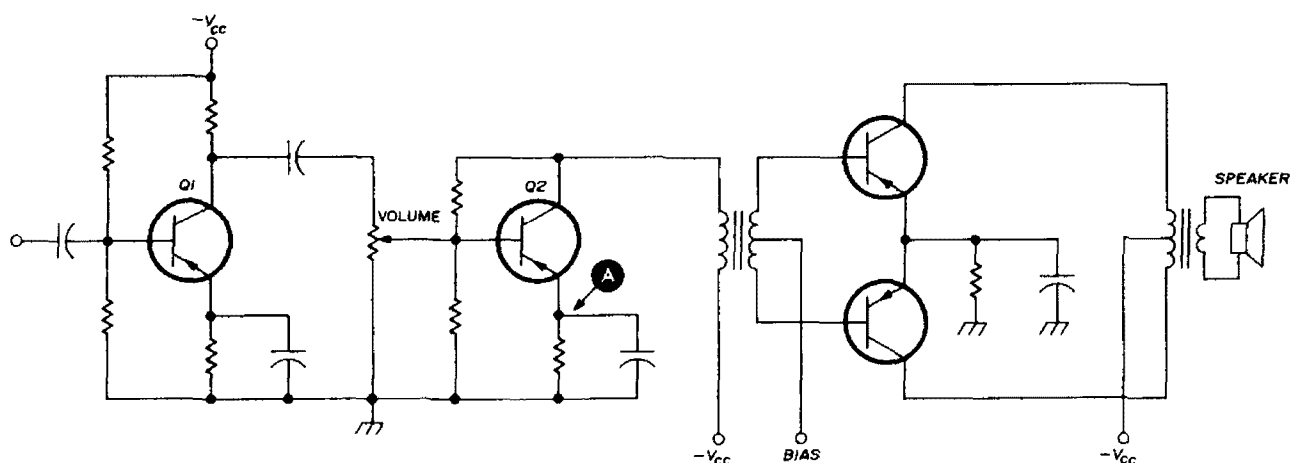 -Vcc
Q1
VOLUME
Q2
A
SPEAKER
-Vcc
BIAS
-Vcc